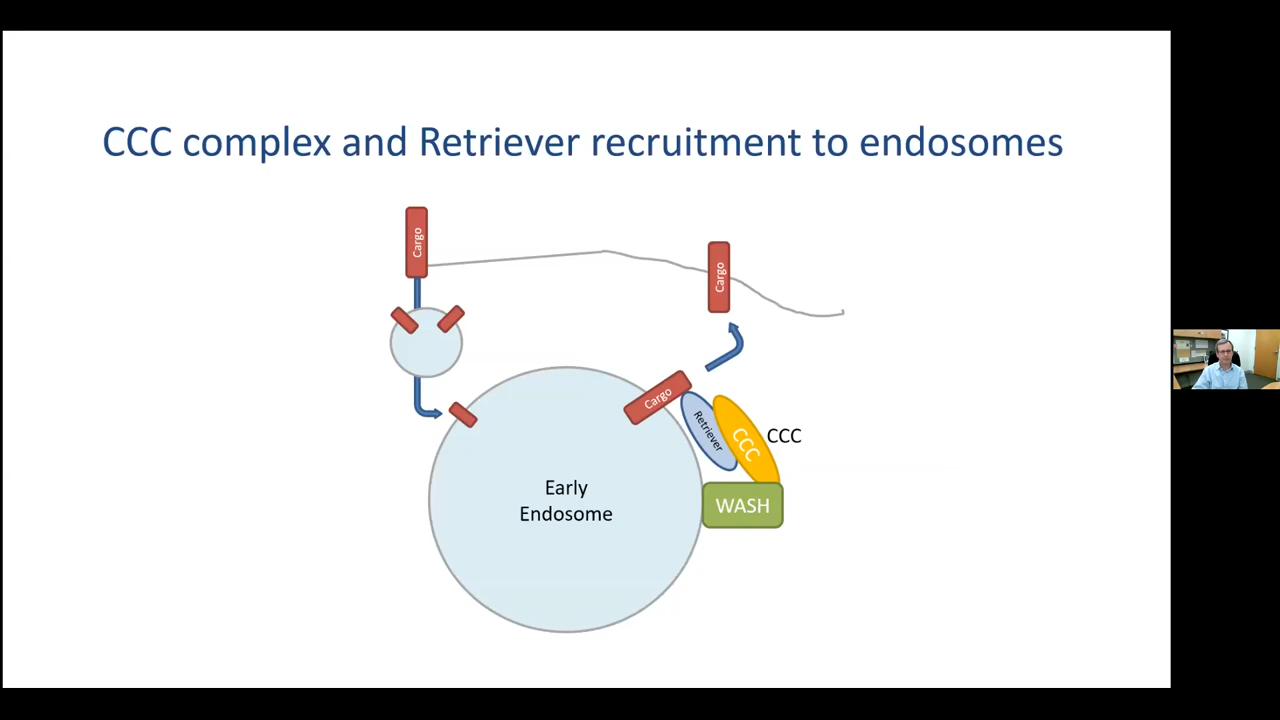 CCC complex and Retriever recruitment to endosomes
Cargo
Cargo
Cargo
Retriever
CCC
CCC
Early
Endosome
WASH